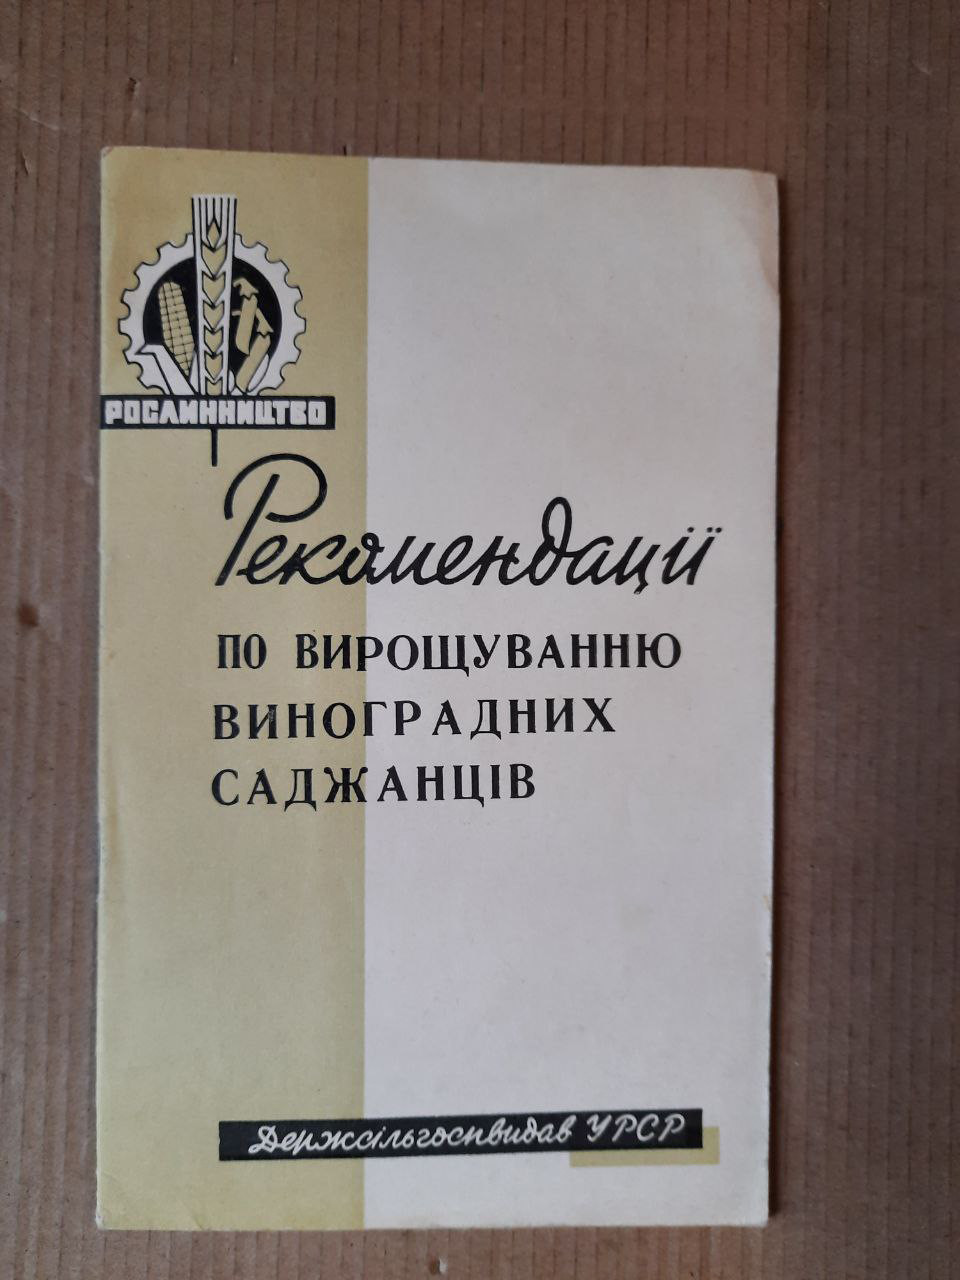 РОСЛИННИЦТВО
Рекомендації
ПО ВИРОЩУВАННЮ
ВИНОГРАДНИХ
САДЖАНЦІВ
Держсільгоспвидав УРСР